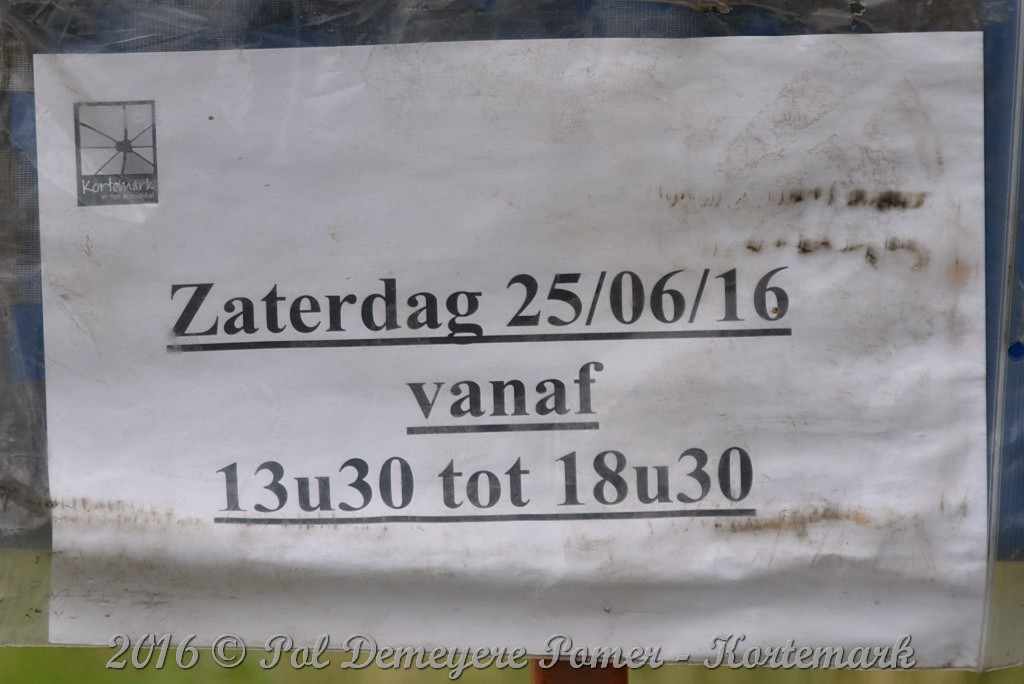 Kortemark
Zaterdag 25/06/16
vanaf
13u30 tot 18u30
2016 © Pol Demeyere Pomer - Kortemark